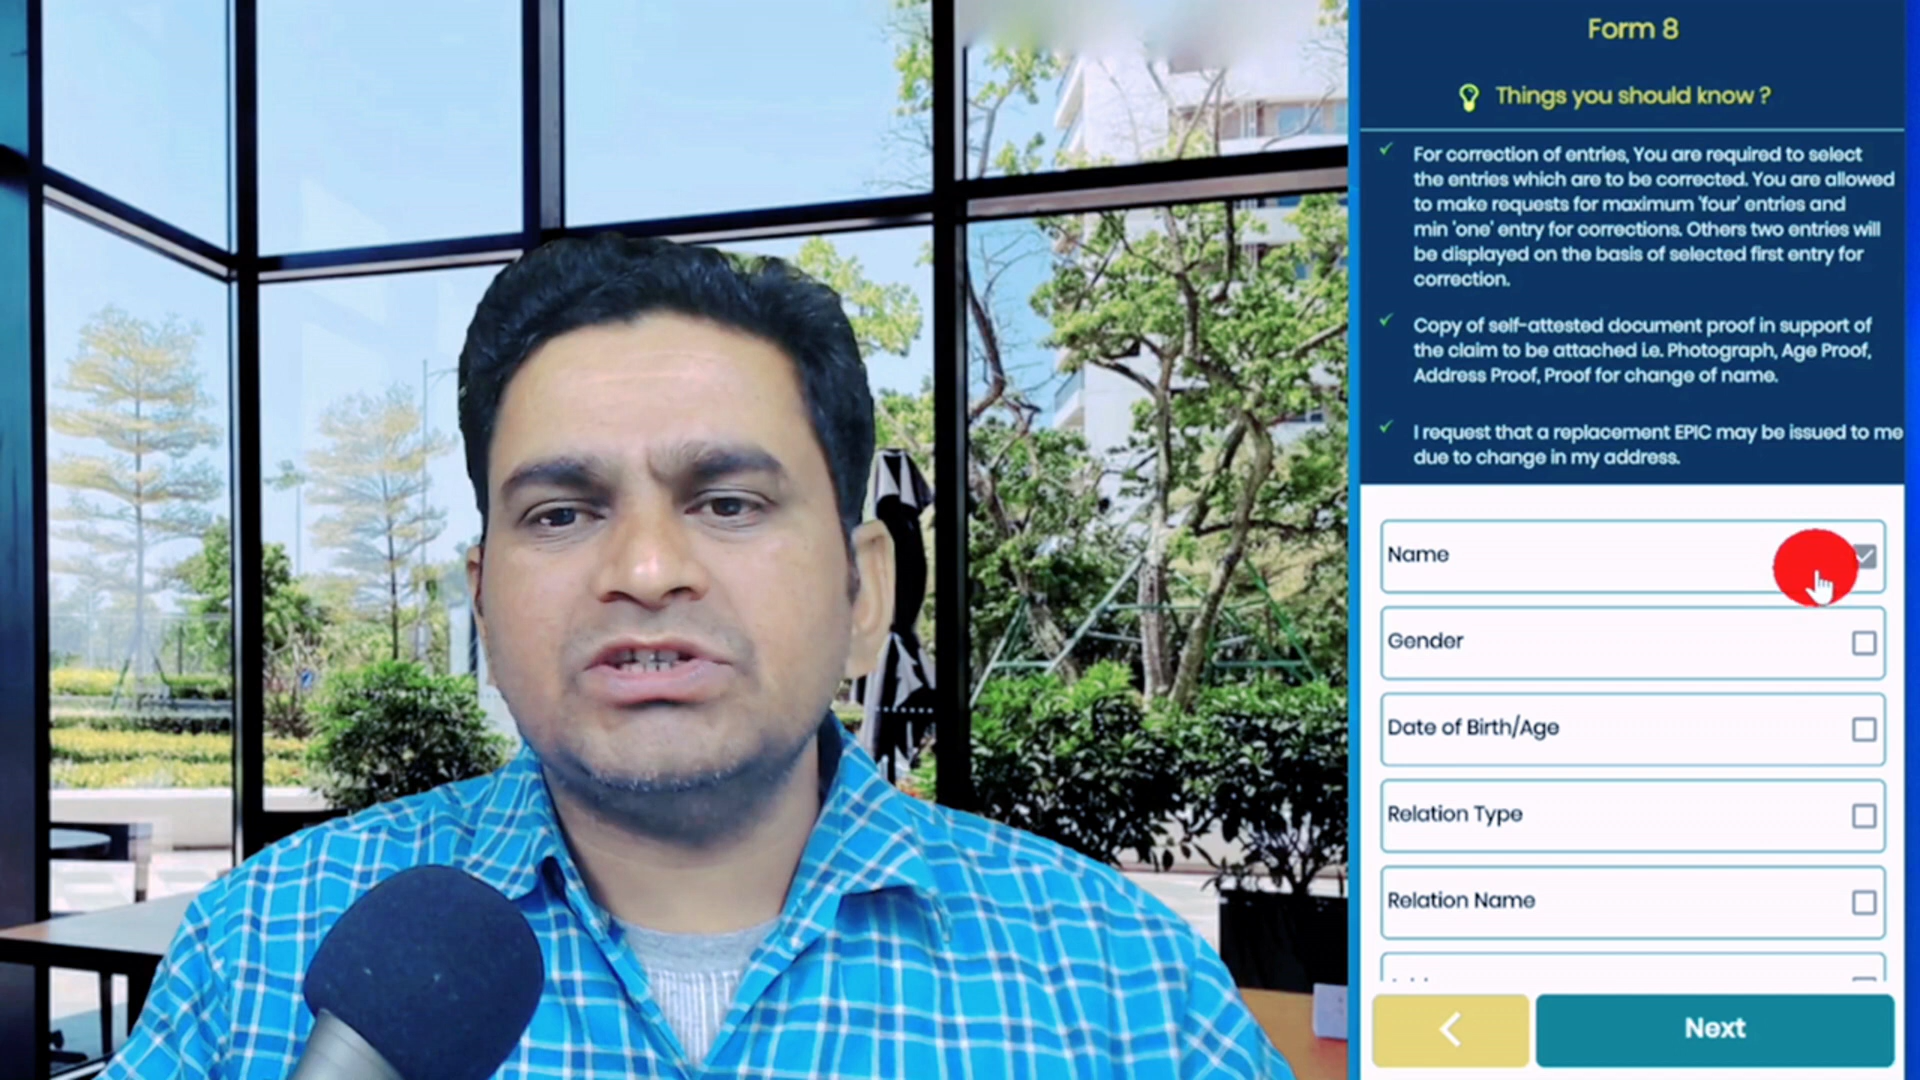 Form 8
Things you should know ?
For correction of entries, You are required to select
the entries which are to be corrected. You are allowed
to make requests for maximum 'four' entries and
min 'one' entry for corrections. Others two entries will
be displayed on the basis of selected first entry for
correction.
Copy of self-attested document proof in support of
the claim to be attached i.e. Photograph, Age Proof,
Address Proof, Proof for change of name.
I request that a replacement EPIC may be issued to me
due to change in my address.
Name
Gender
Date of Birth/Age
Relation Type
Relation Name
Next